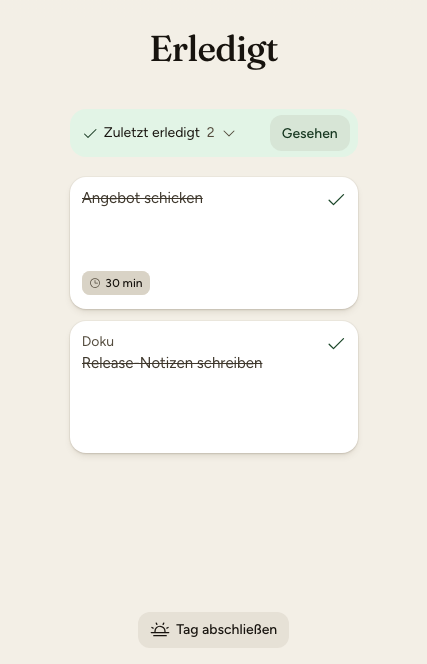 Erledigt
Zuletzt erledigt 2
Gesehen
Angebot schicken
30 min
Doku
Release-Notizen schreiben
Tag abschließen